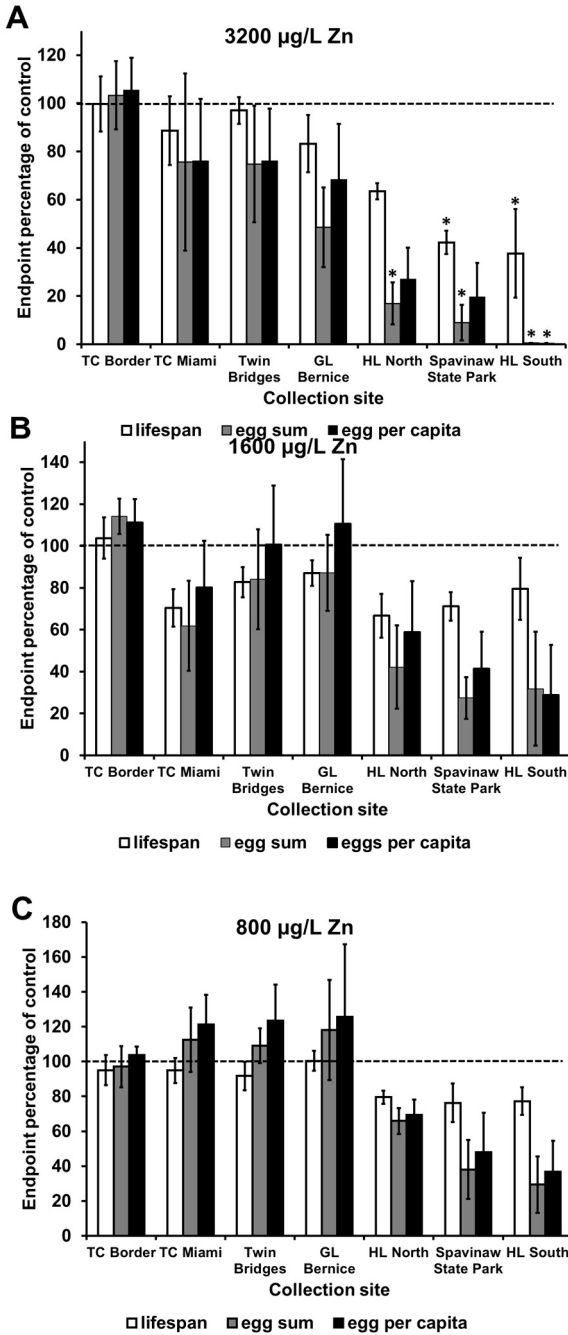 A
3200 µg/L Zn
Endpoint percentage of control
120
100
80
60
40
20
0
* * * * * *
TC Border TC Miami Twin Bridges GL Bernice HL North Spavinaw State Park HL South
Collection site
lifespan egg sum egg per capita
B
1600 µg/L Zn
Endpoint percentage of control
140
120
100
80
60
40
20
0
TC Border TC Miami Twin Bridges GL Bernice HL North Spavinaw State Park HL South
Collection site
lifespan egg sum eggs per capita
C
800 µg/L Zn
Endpoint percentage of control
180
160
140
120
100
80
60
40
20
0
TC Border TC Miami Twin Bridges GL Bernice HL North Spavinaw State Park HL South
Collection site
lifespan egg sum egg per capita